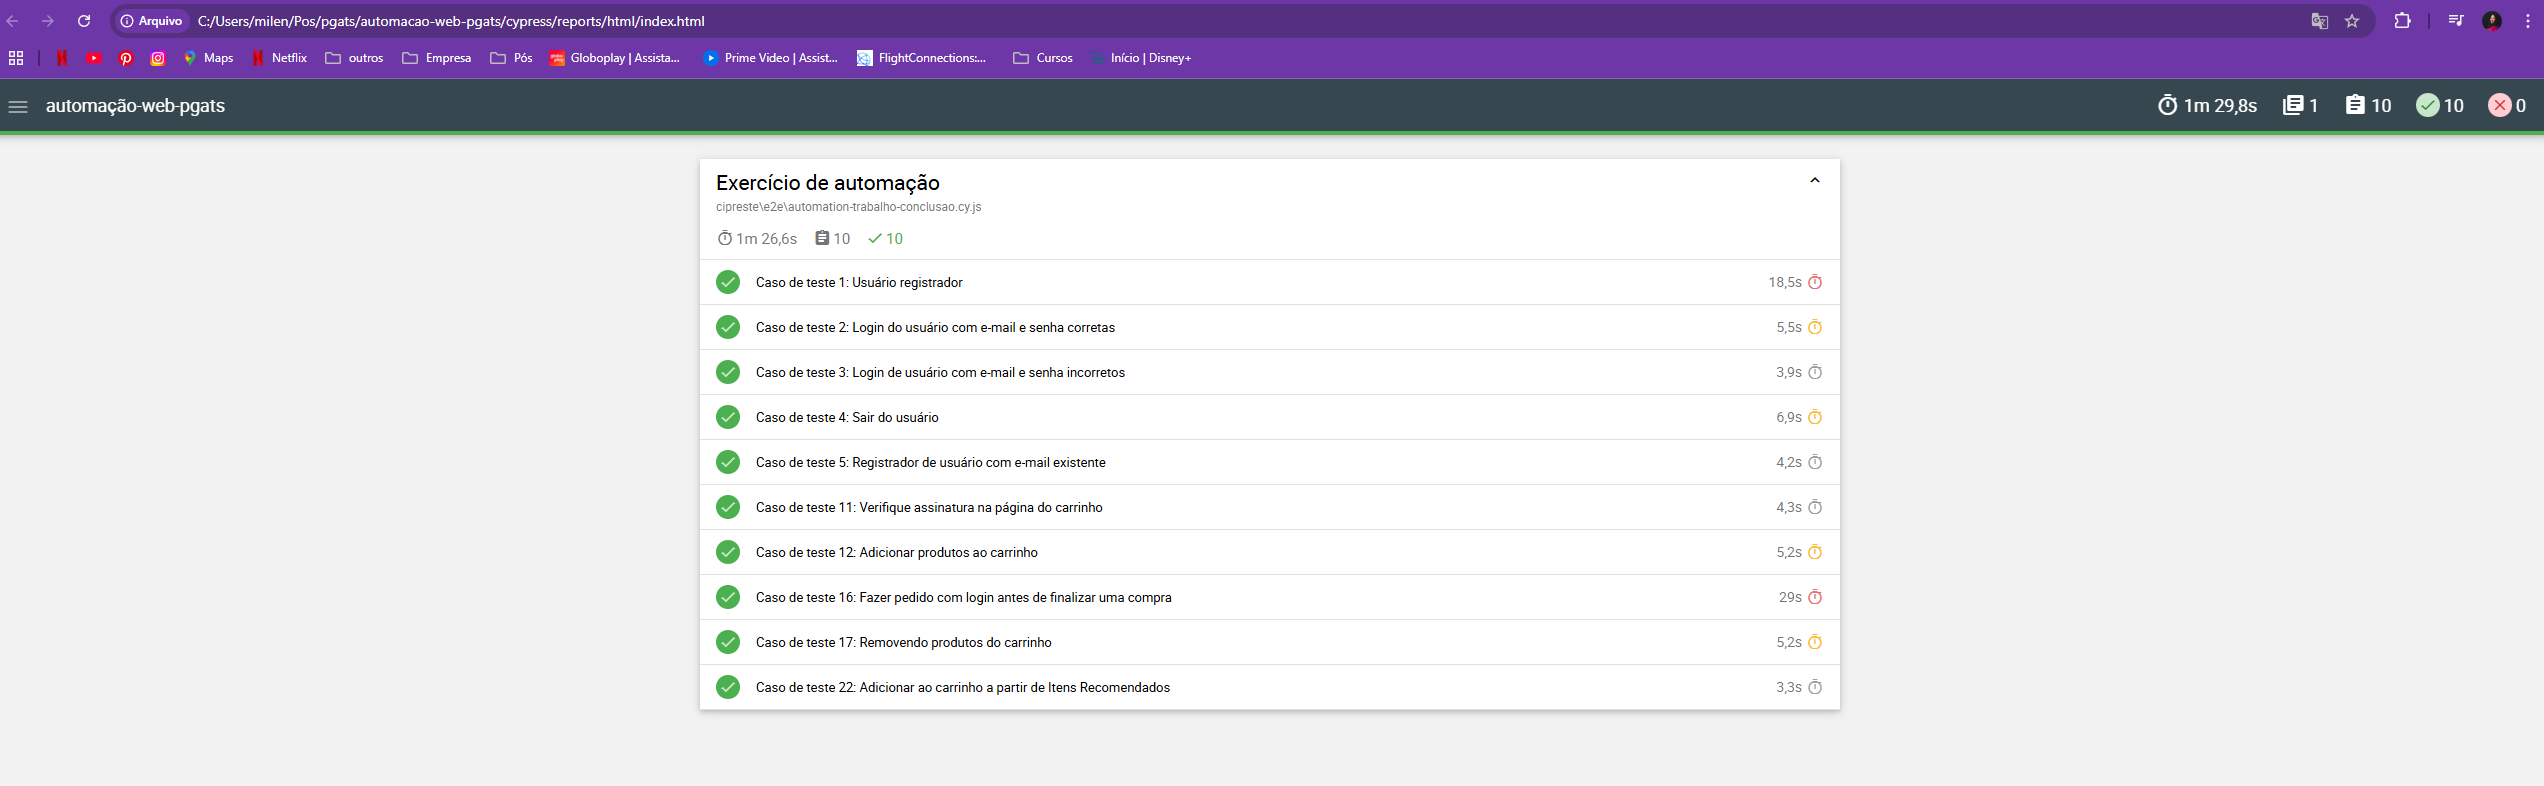 Arquivo C:/Users/milen/Pos/pgats/automacao-web-pgats/cypress/reports/html/index.html
Maps Netflix outros Empresa Pós Globoplay | Assista... Prime Video | Assist... FlightConnections:... Cursos Início | Disney+
automação-web-pgats 1m 29,8s 1 10 10 0
Exercício de automação
cipreste\e2e\automation-trabalho-conclusao.cy.js
1m 26,6s 10 10
Caso de teste 1: Usuário registrador 18,5s
Caso de teste 2: Login do usuário com e-mail e senha corretas 5,5s
Caso de teste 3: Login de usuário com e-mail e senha incorretos 3,9s
Caso de teste 4: Sair do usuário 6,9s
Caso de teste 5: Registrador de usuário com e-mail existente 4,2s
Caso de teste 11: Verifique assinatura na página do carrinho 4,3s
Caso de teste 12: Adicionar produtos ao carrinho 5,2s
Caso de teste 16: Fazer pedido com login antes de finalizar uma compra 29s
Caso de teste 17: Removendo produtos do carrinho 5,2s
Caso de teste 22: Adicionar ao carrinho a partir de Itens Recomendados 3,3s